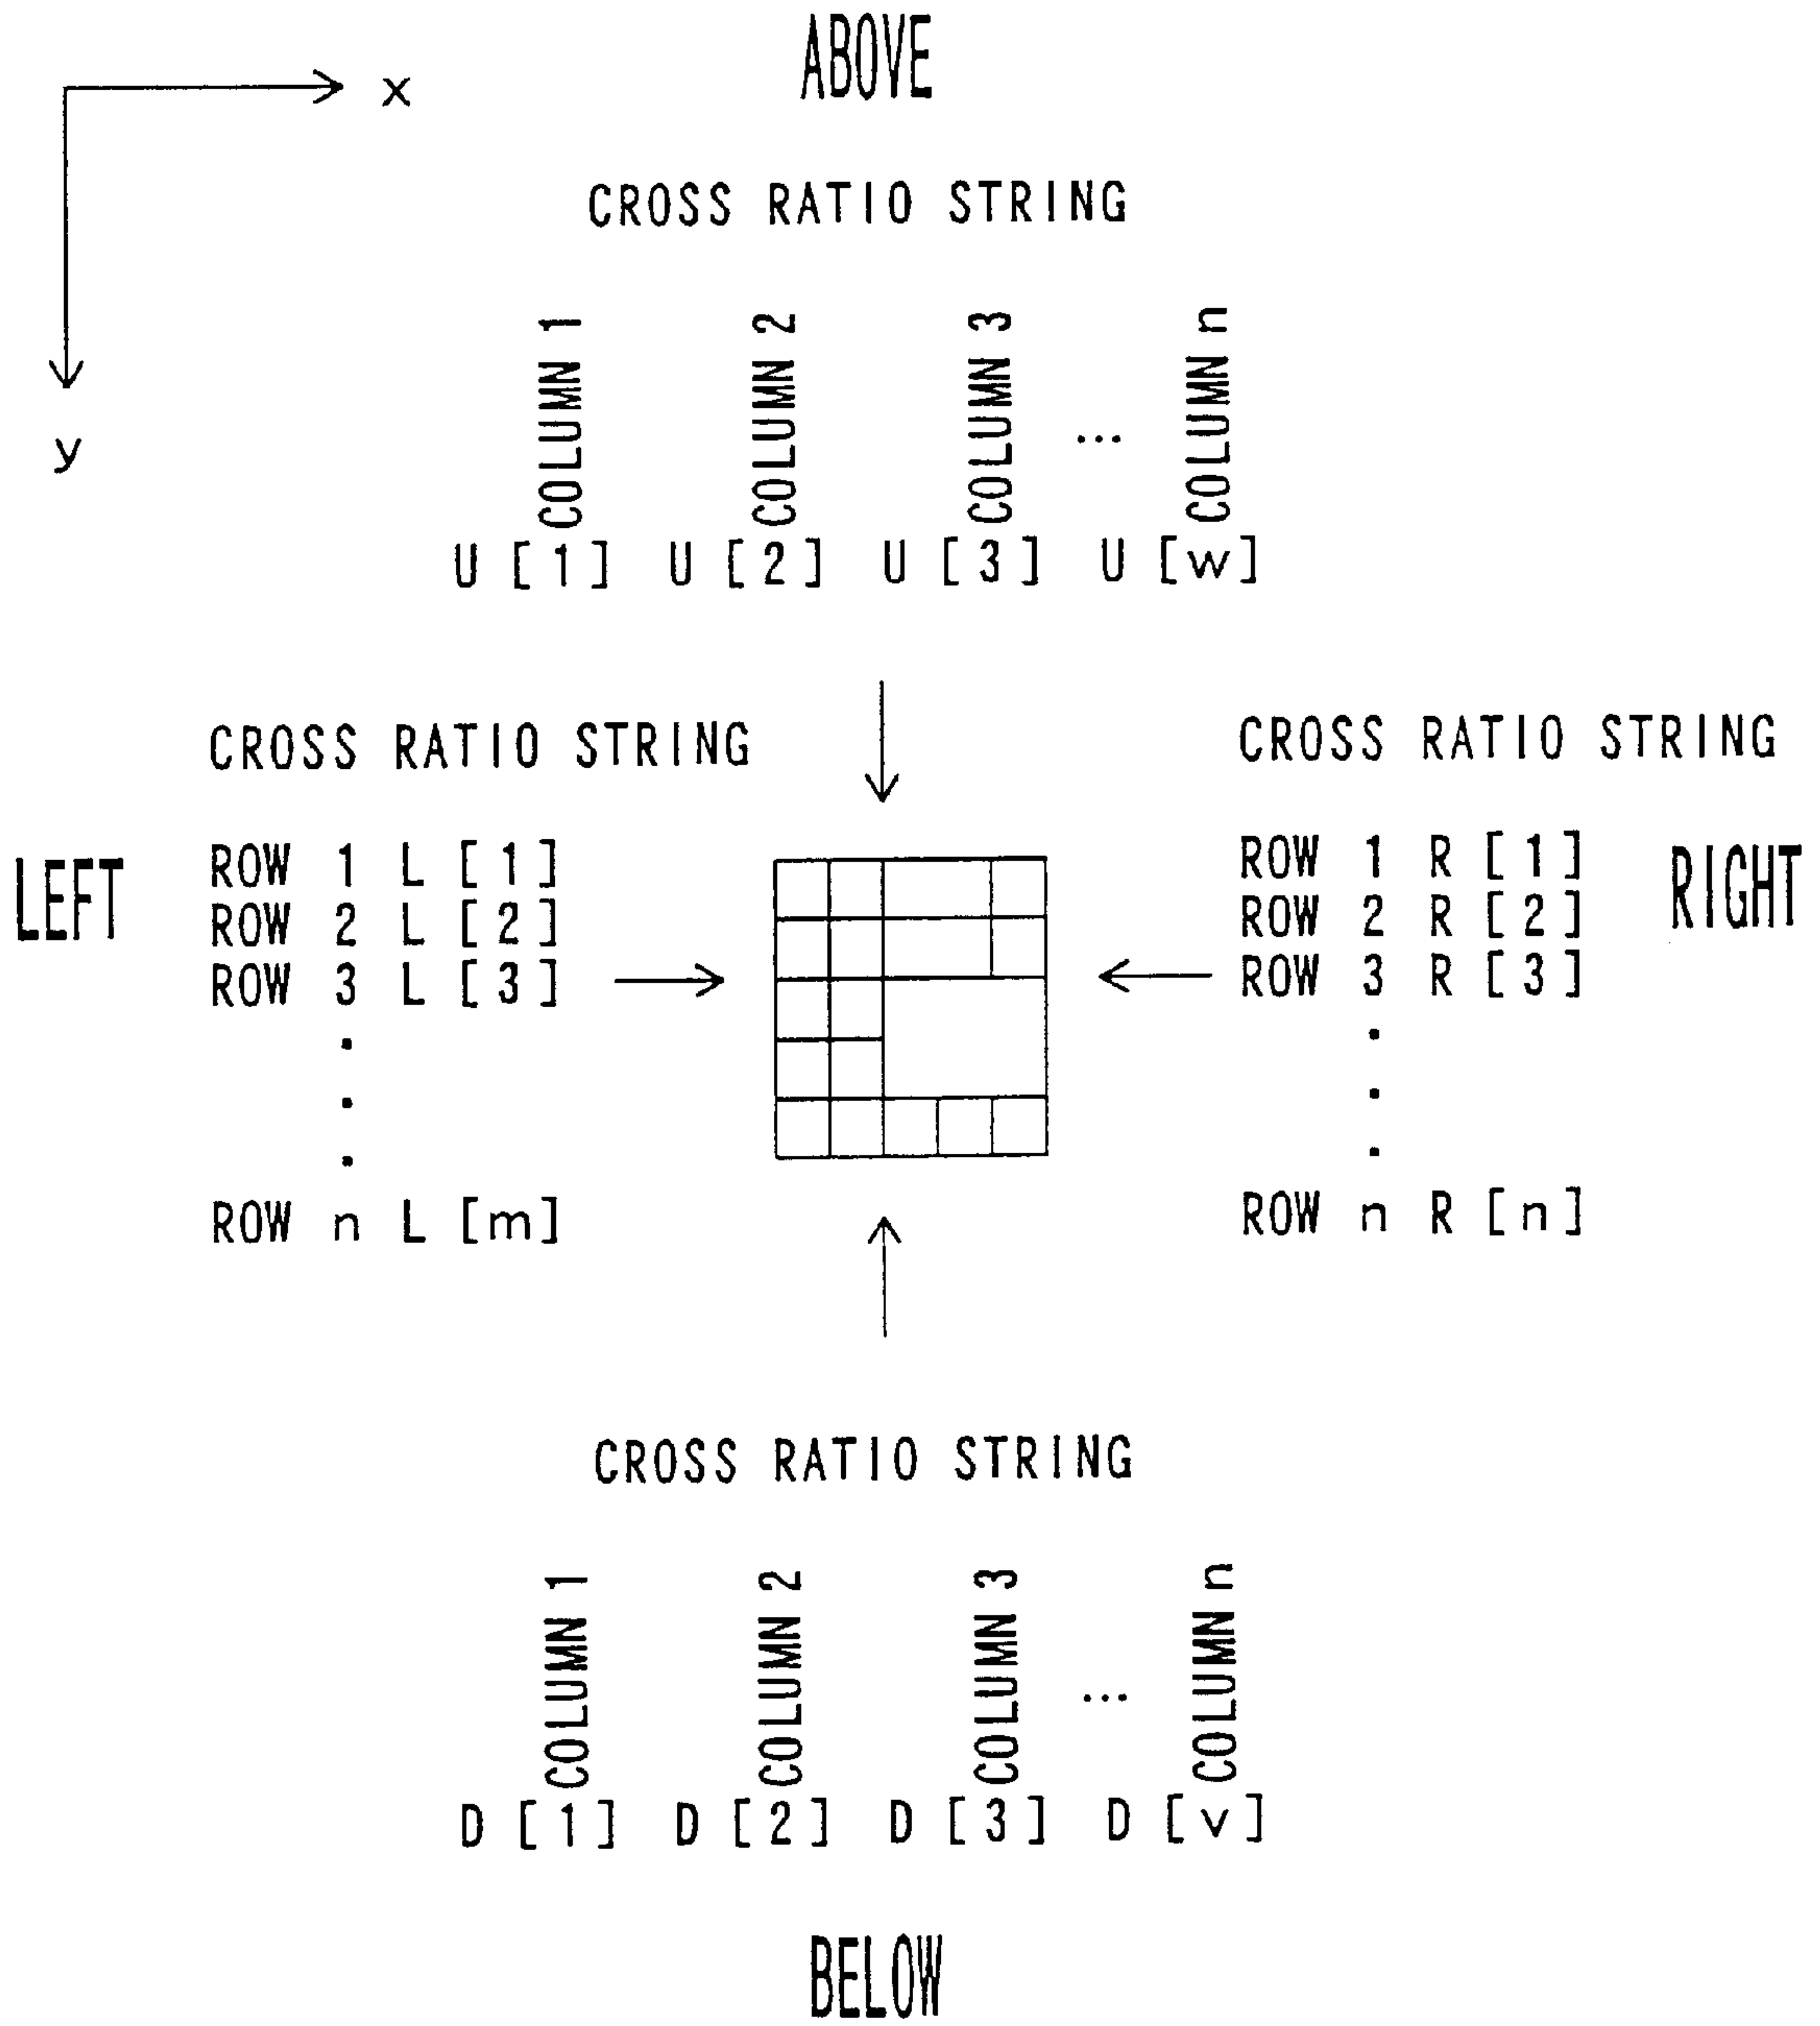 ABOVE
x
y
CROSS RATIO STRING
COLUMN 1 COLUMN 2 COLUMN 3 ... COLUMN n
U [1] U [2] U [3] U [w]
LEFT
CROSS RATIO STRING
ROW 1 L [1]
ROW 2 L [2]
ROW 3 L [3]
.
.
.
ROW n L [m]
CROSS RATIO STRING
ROW 1 R [1]
ROW 2 R [2]
ROW 3 R [3]
.
.
.
ROW n R [n]
RIGHT
CROSS RATIO STRING
COLUMN 1 COLUMN 2 COLUMN 3 ... COLUMN n
D [1] D [2] D [3] D [v]
BELOW